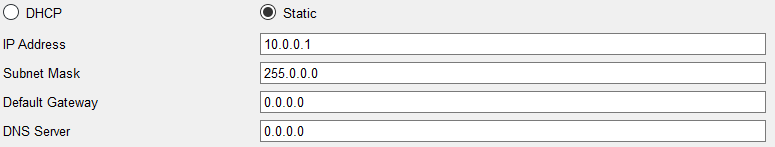 DHCP Static
IP Address 10.0.0.1
Subnet Mask 255.0.0.0
Default Gateway 0.0.0.0
DNS Server 0.0.0.0